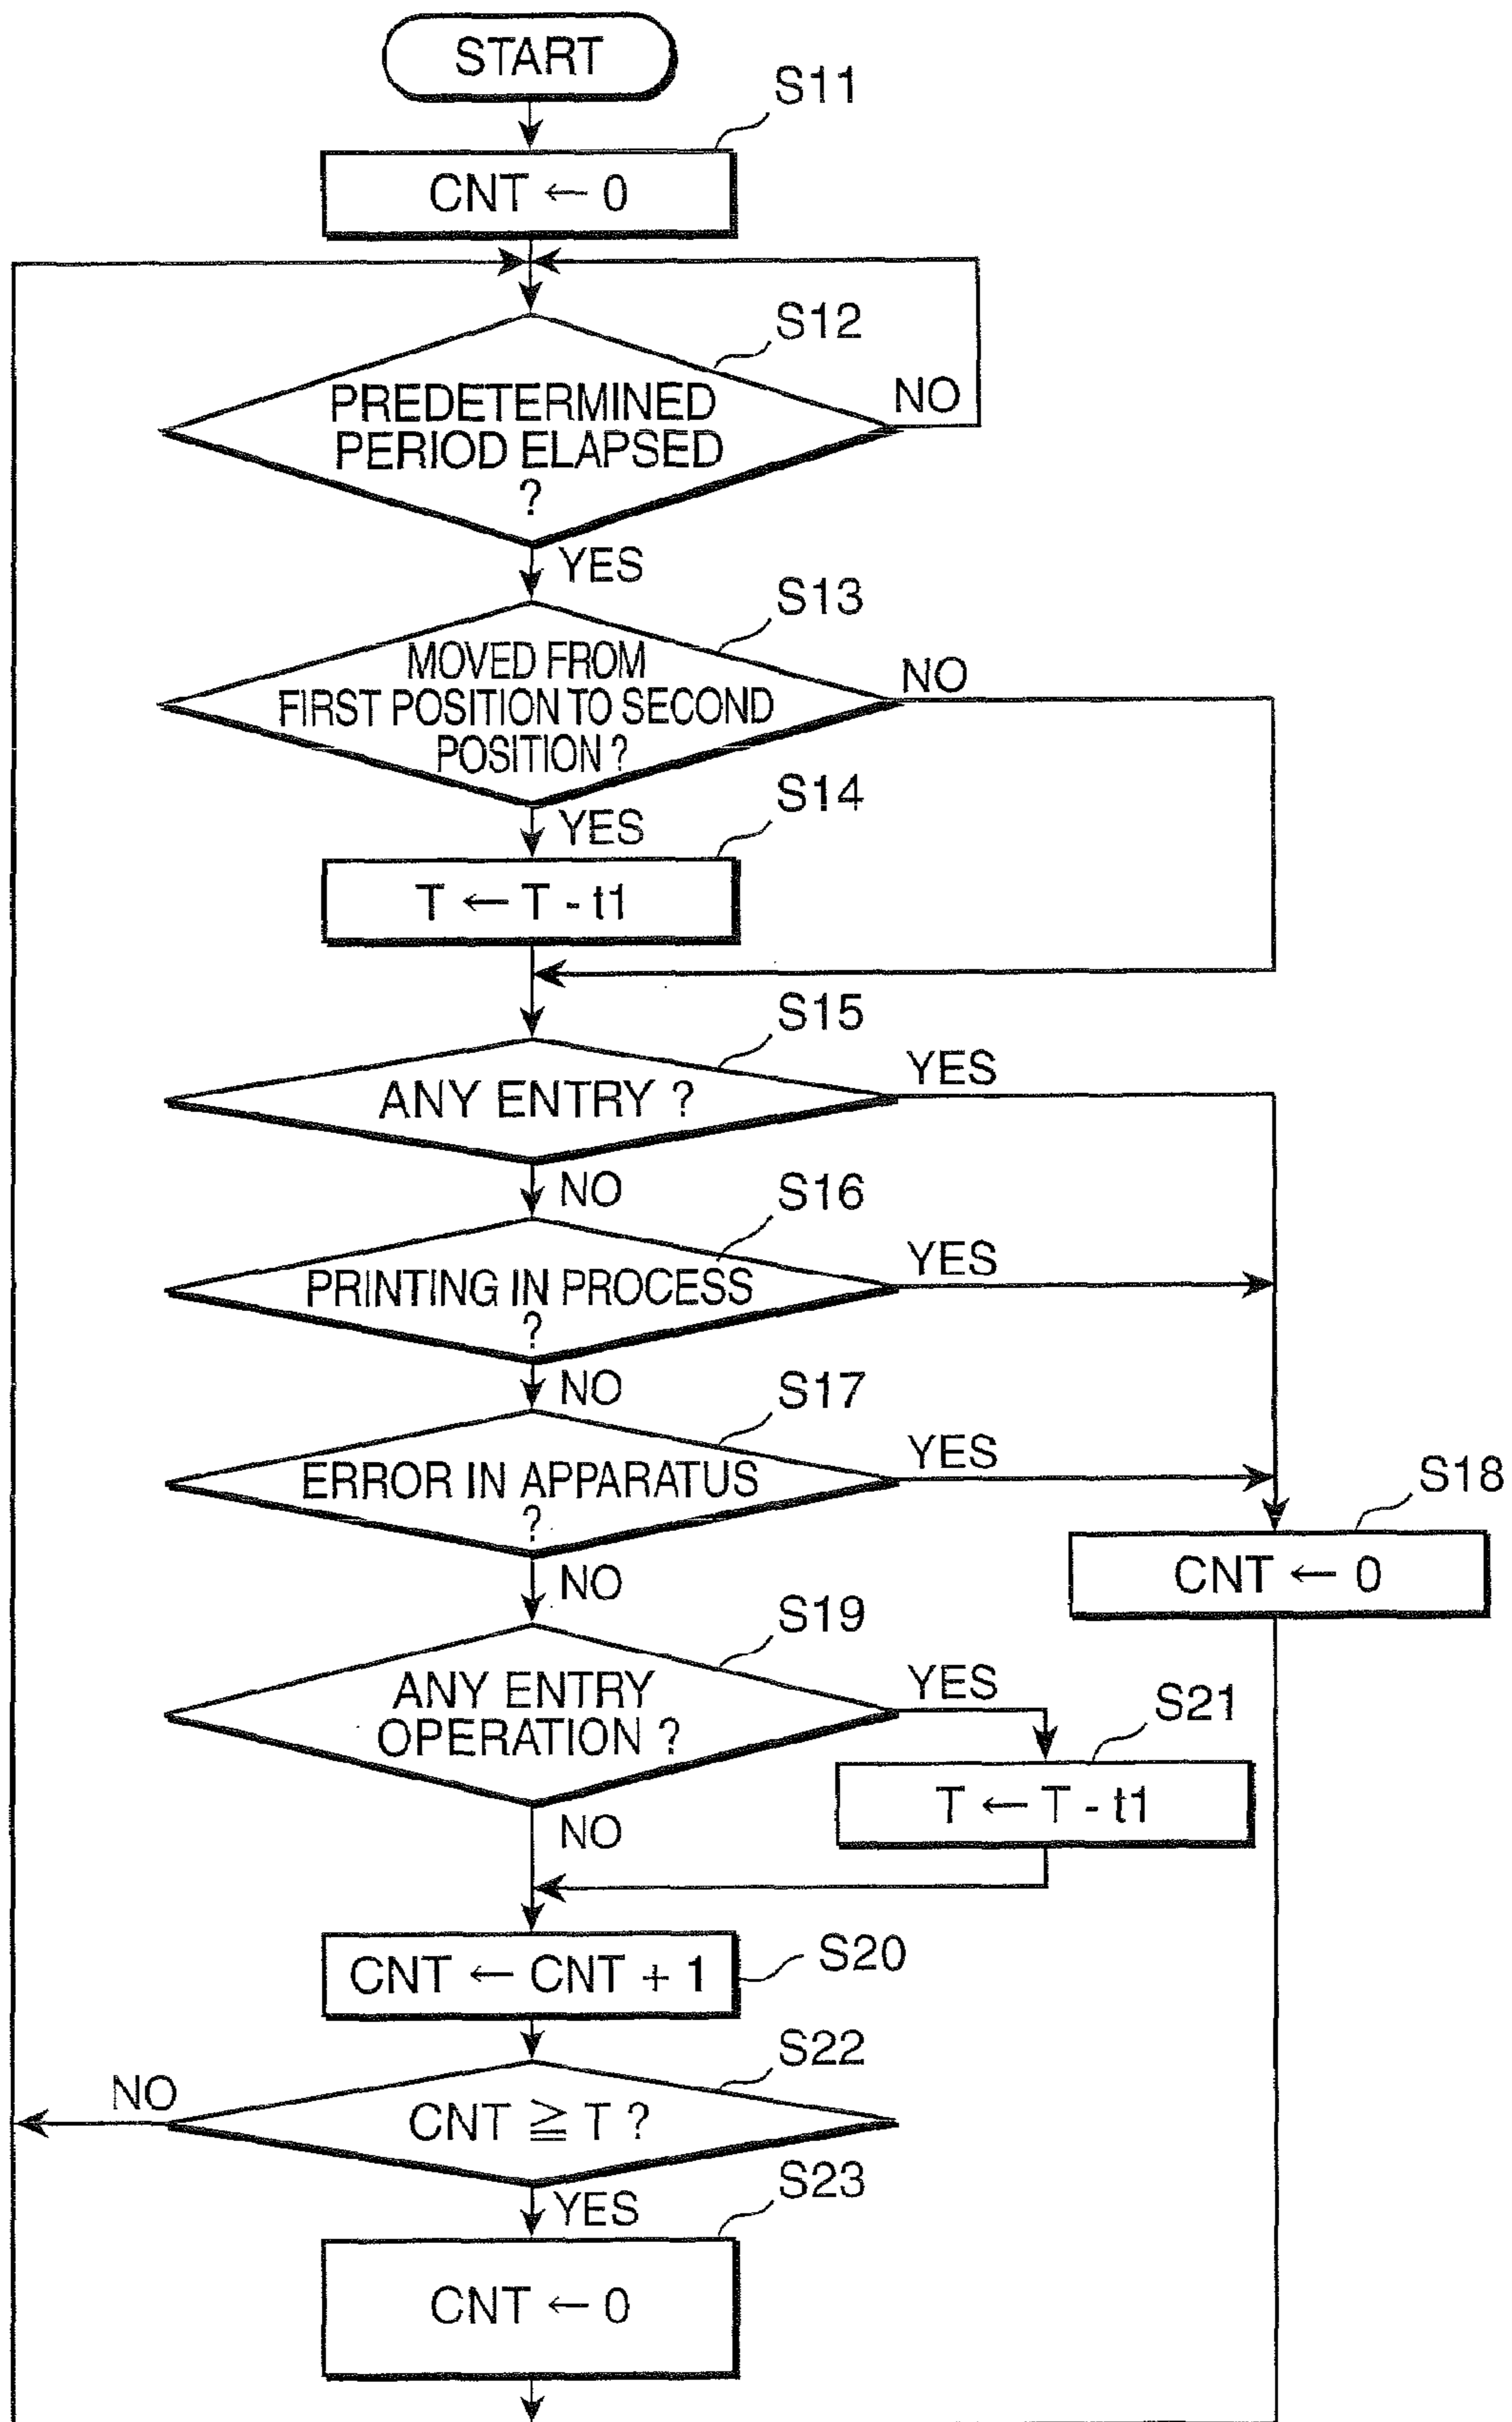 START
S11
CNT ← 0
S12
PREDETERMINED
PERIOD ELAPSED
?
NO
YES
S13
MOVED FROM
FIRST POSITION TO SECOND
POSITION ?
NO
S14
YES
T ← T - t1
S15
ANY ENTRY ?
YES
NO
S16
PRINTING IN PROCESS
?
YES
NO
S17
ERROR IN APPARATUS
?
YES
S18
CNT ← 0
NO
S19
ANY ENTRY
OPERATION ?
YES
S21
T ← T - t1
NO
CNT ← CNT + 1
S20
S22
NO
CNT ≧ T ?
S23
YES
CNT ← 0